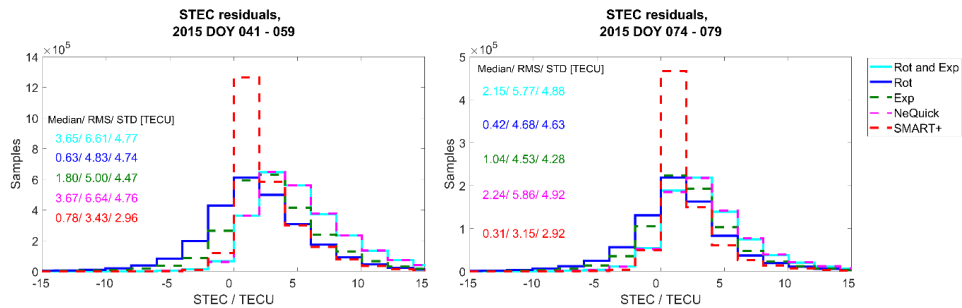 STEC residuals,
2015 DOY 041 - 059
×10^5
14
12
10
8
6
4
2
0
Samples
Median/ RMS/ STD [TECU]
3.65/ 6.61/ 4.77
0.63/ 4.83/ 4.74
1.80/ 5.00/ 4.47
3.67/ 6.64/ 4.76
0.78/ 3.43/ 2.96
-15 -10 -5 0 5 10 15
STEC / TECU
STEC residuals,
2015 DOY 074 - 079
×10^5
5
4
3
2
1
0
Samples
Median/ RMS/ STD [TECU]
2.15/ 5.77/ 4.88
0.42/ 4.68/ 4.63
1.04/ 4.53/ 4.28
2.24/ 5.86/ 4.92
0.31/ 3.15/ 2.92
-15 -10 -5 0 5 10 15
STEC / TECU
Rot and Exp
Rot
Exp
NeQuick
SMART+